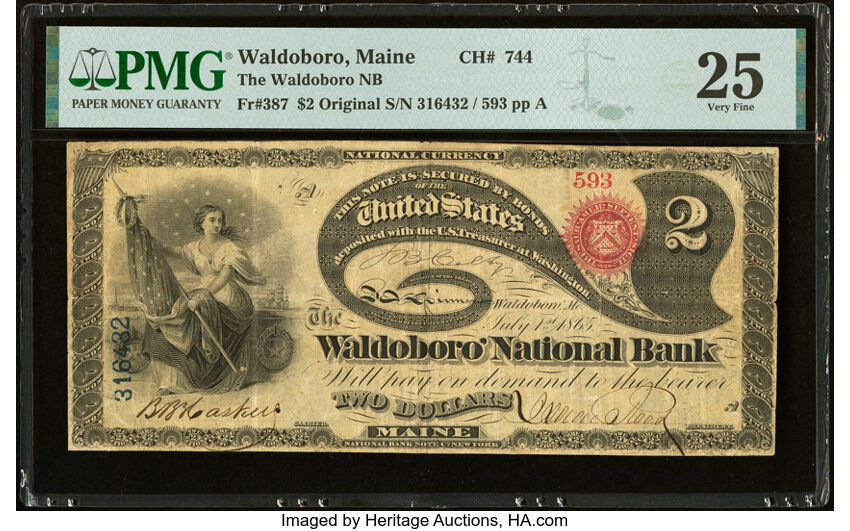 PMG®
PAPER MONEY GUARANTY
Waldoboro, Maine CH# 744
The Waldoboro NB
Fr#387 $2 Original S/N 316432 / 593 pp A
25
Very Fine
NATIONAL CURRENCY
A
THIS NOTE IS SECURED BY BONDS
OF THE
United States
deposited with the U.S. Treasurer at Washington.
593
2
Waldoboro' Me.
July 1st 1865
The
Waldoboro' National Bank
Will pay on demand to the bearer
TWO DOLLARS
A
316432
CASHIER.
PRESIDENT.
MAINE
NATIONAL BANK NOTE CO. NEW YORK
Imaged by Heritage Auctions, HA.com